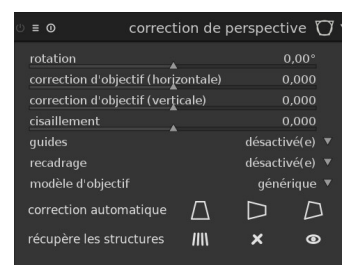 correction de perspective
rotation 0,00°
correction d'objectif (horizontale) 0,000
correction d'objectif (verticale) 0,000
cisaillement 0,000
guides désactivé(e)
recadrage désactivé(e)
modèle d'objectif générique
correction automatique
récupère les structures